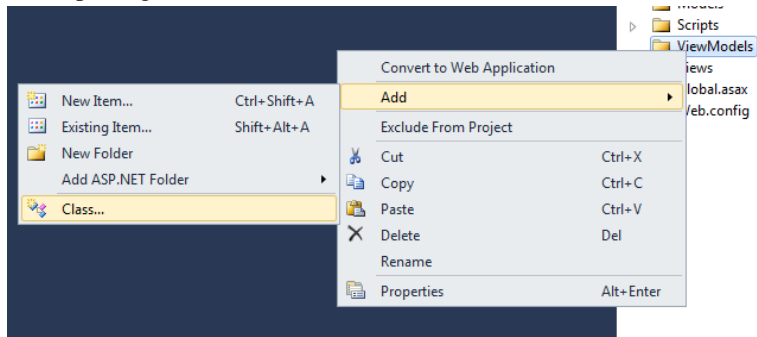 Models
Scripts
ViewModels
iews
lobal.asax
eb.config
Convert to Web Application
Add
Exclude From Project
Cut Ctrl+X
Copy Ctrl+C
Paste Ctrl+V
Delete Del
Rename
Properties Alt+Enter
New Item... Ctrl+Shift+A
Existing Item... Shift+Alt+A
New Folder
Add ASP.NET Folder
Class...